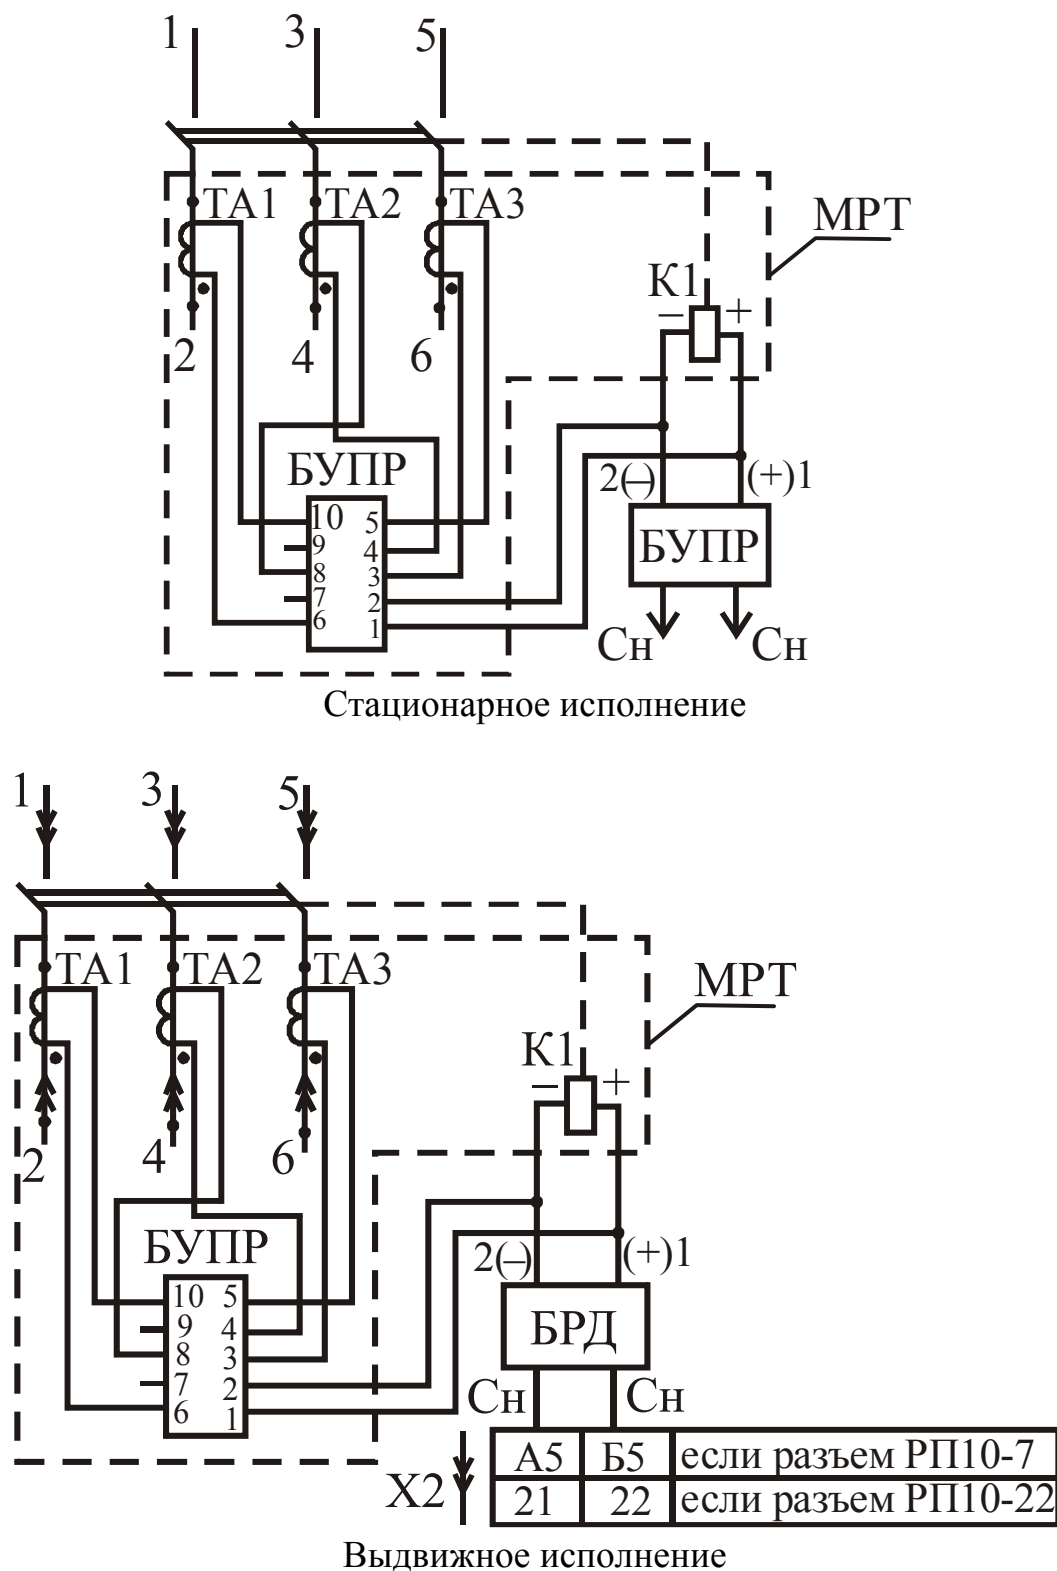 1 3 5
ТА1 ТА2 ТА3
МРТ
К1
– +
2 4 6
БУПР
2(–) (+)1
10 5
9 4
8 3
7 2
6 1
БУПР
Сн Сн
Стационарное исполнение
1 3 5
ТА1 ТА2 ТА3
МРТ
К1
– +
2 4 6
БУПР
2(–) (+)1
10 5
9 4
8 3
7 2
6 1
БРД
Сн Сн
Х2
А5 Б5 если разъем РП10-7
21 22 если разъем РП10-22
Выдвижное исполнение